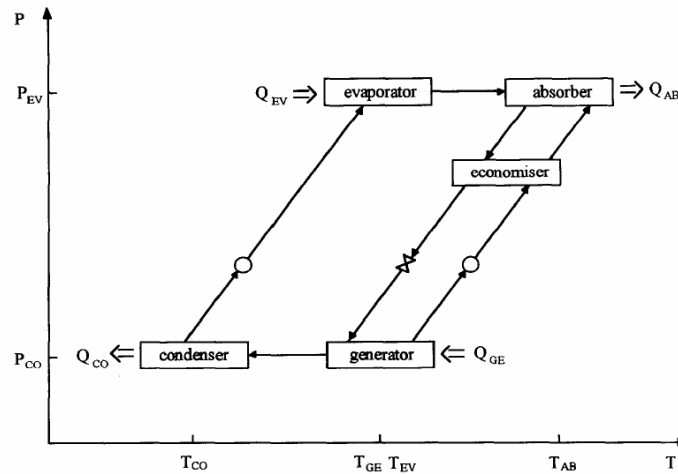 P
P_EV
Q_EV ⇒ evaporator
absorber ⇒ Q_AB
economiser
P_CO
Q_CO ⇐ condenser
generator ⇐ Q_GE
T_CO
T_GE T_EV
T_AB
T